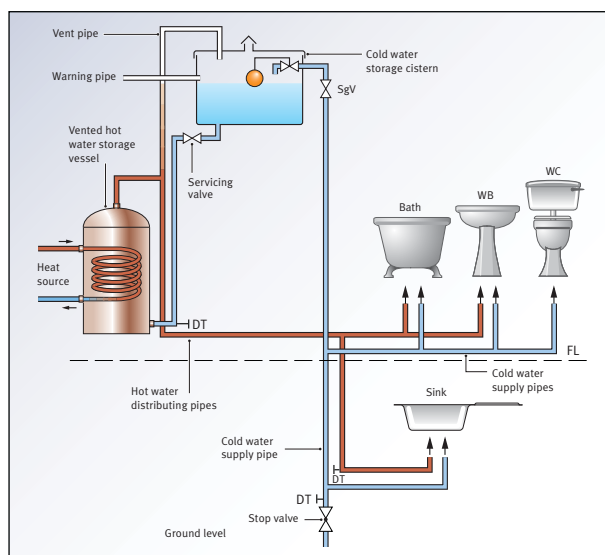 Vent pipe
Cold water
storage cistern
Warning pipe
SgV
Vented hot
water storage
vessel
Servicing
valve
WC
WB
Bath
Heat
source
DT
FL
Hot water
distributing pipes
Cold water
supply pipes
Sink
Cold water
supply pipe
DT
DT
Stop valve
Ground level